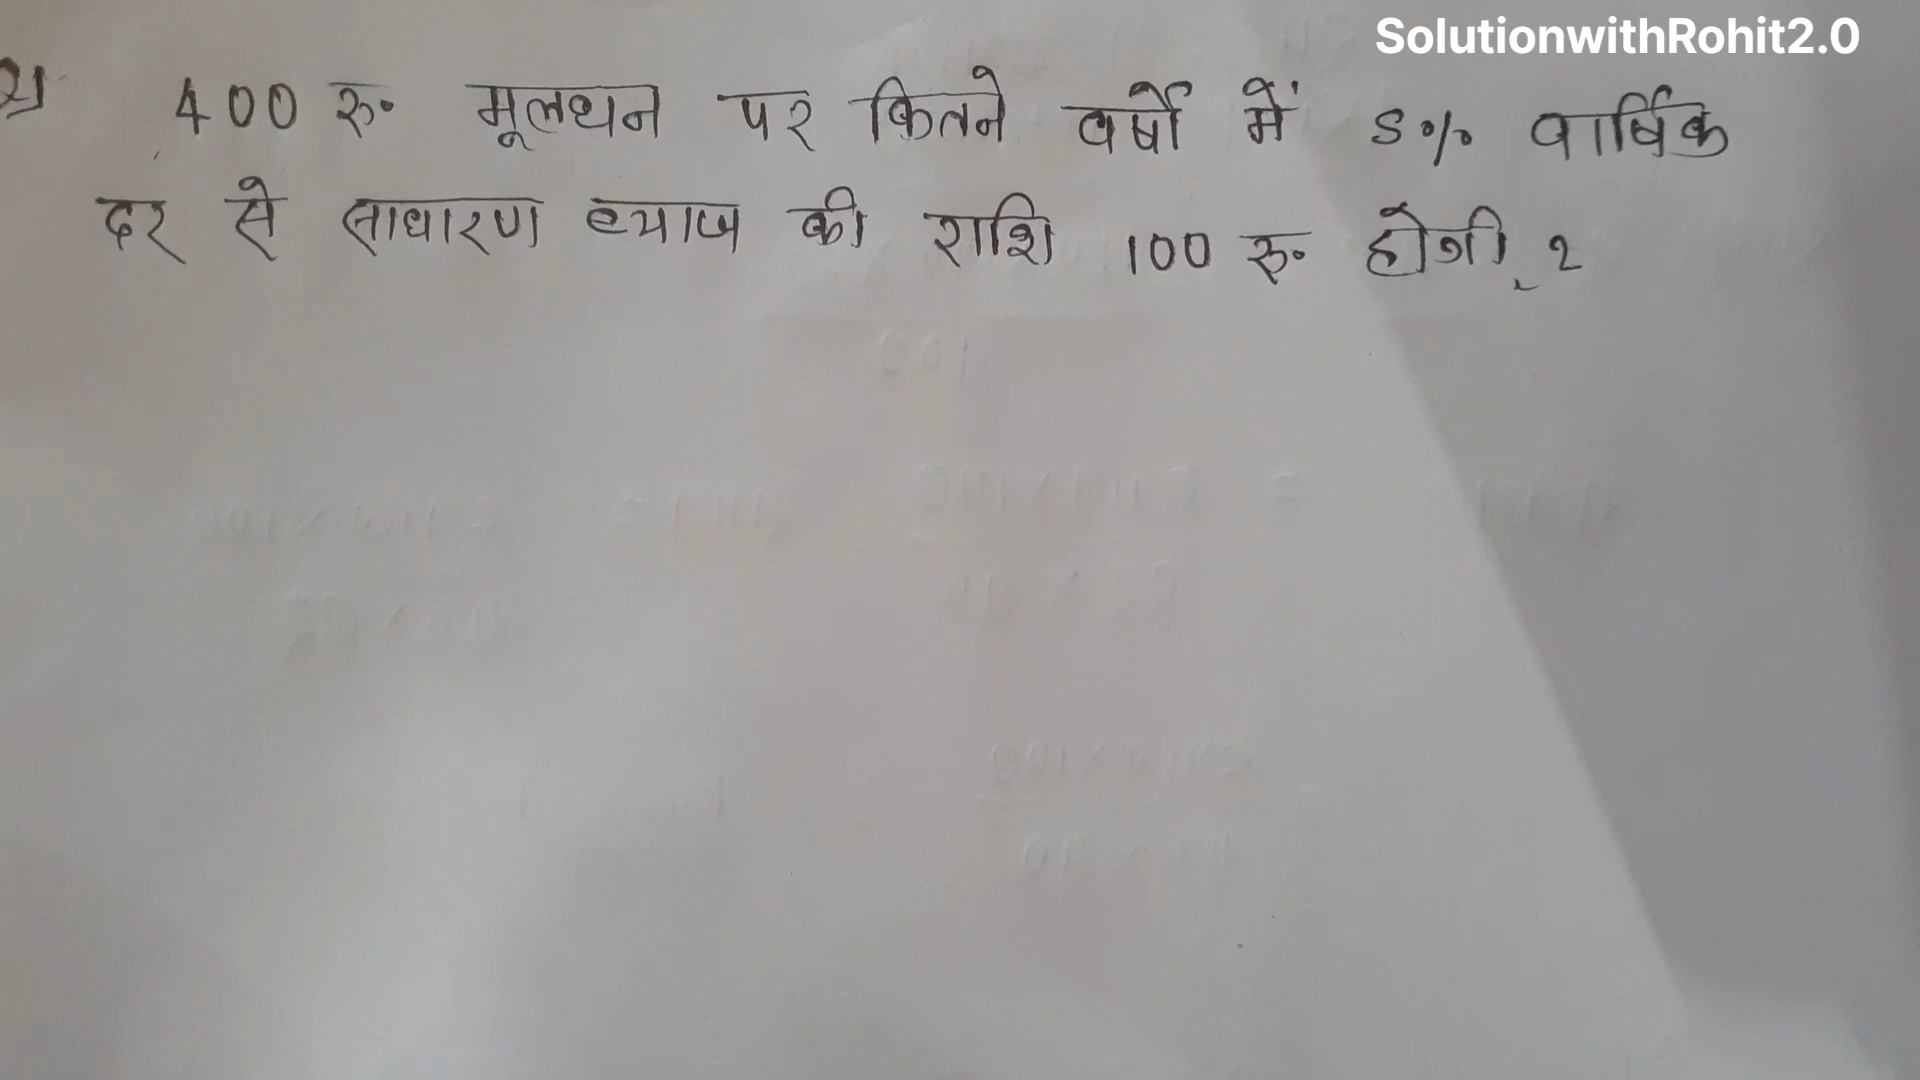 SolutionwithRohit2.0
400 रु॰ मूलधन पर कितने वर्षों में 5% वार्षिक
दर से साधारण ब्याज की राशि 100 रु॰ होगी ?